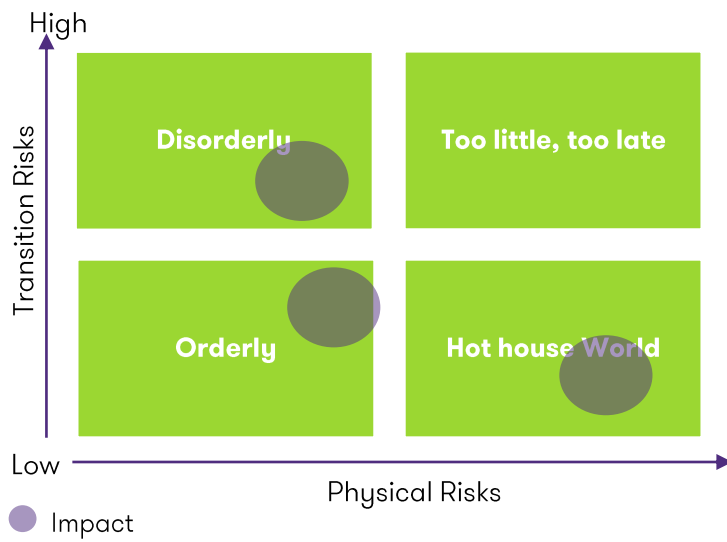 High
Transition Risks
Disorderly
Too little, too late
Orderly
Hot house World
Low
Physical Risks
Impact